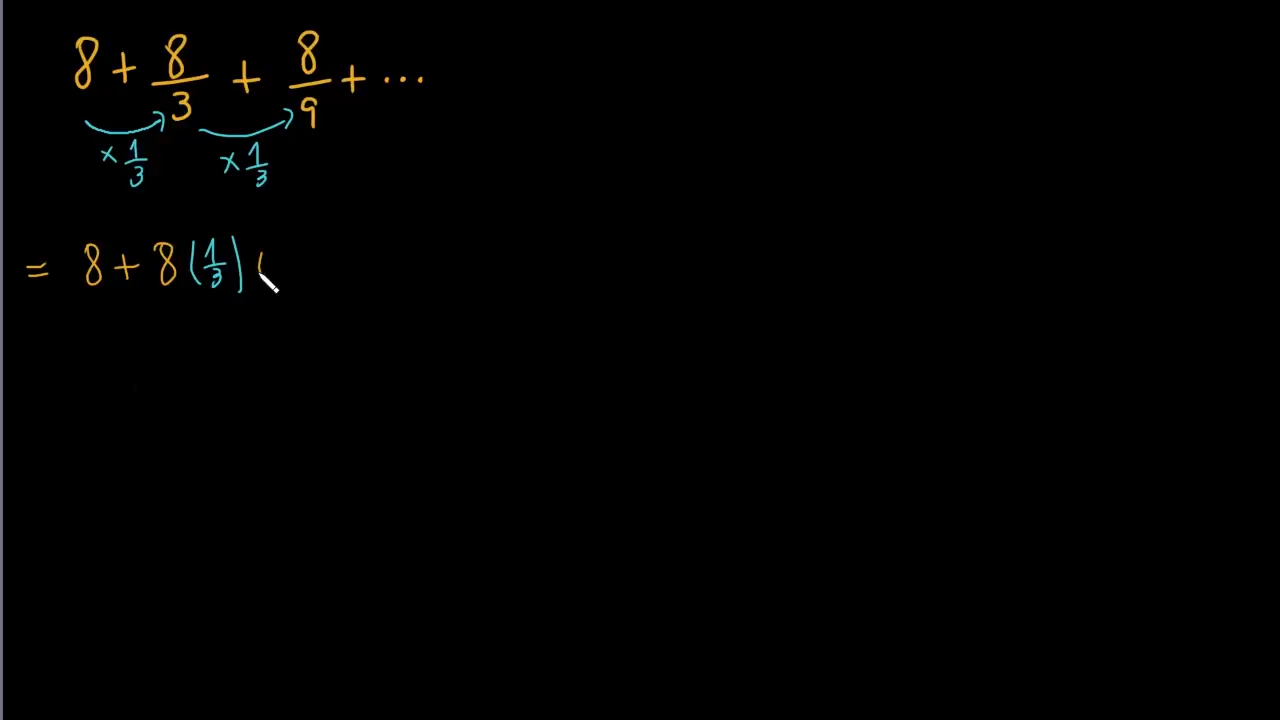 8 + 8/3 + 8/9 + ...
× 1/3 × 1/3
= 8 + 8 (1/3)